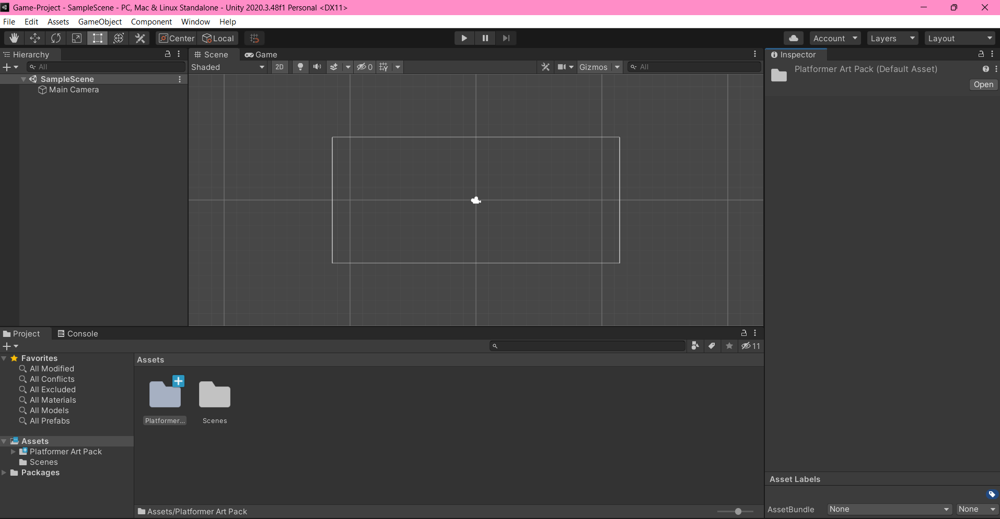 Game-Project - SampleScene - PC, Mac & Linux Standalone - Unity 2020.3.48f1 Personal <DX11>
File Edit Assets GameObject Component Window Help
Center Local Account Layers Layout
Hierarchy
All
SampleScene
Main Camera
Scene Game
Shaded 2D 0 Gizmos All
Inspector
Platformer Art Pack (Default Asset)
Open
Project Console
11
Favorites
All Modified
All Conflicts
All Excluded
All Materials
All Models
All Prefabs
Assets
Platformer Art Pack
Scenes
Packages
Assets
Platformer... Scenes
Assets/Platformer Art Pack
Asset Labels
AssetBundle None None